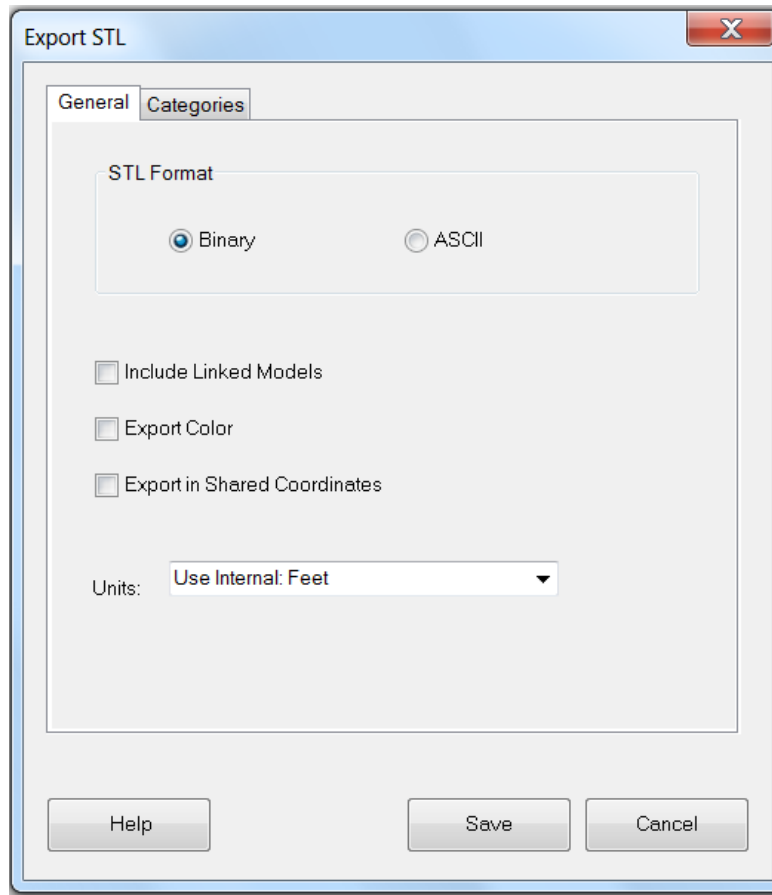 Export STL
General Categories
STL Format
Binary ASCII
Include Linked Models
Export Color
Export in Shared Coordinates
Units: Use Internal: Feet
Help Save Cancel